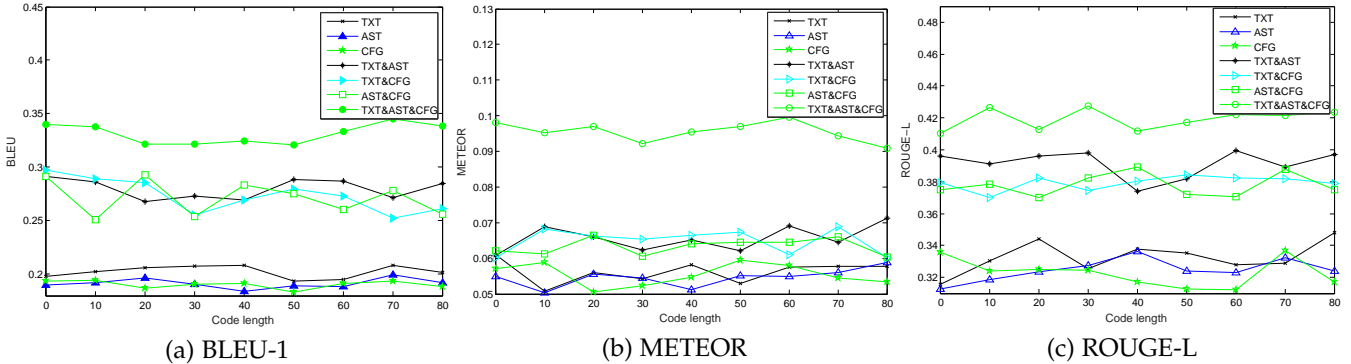 0.45
0.4
0.35
0.3
0.25
0.2
BLEU
0 10 20 30 40 50 60 70 80
Code length
TXT
AST
CFG
TXT&AST
TXT&CFG
AST&CFG
TXT&AST&CFG
(a) BLEU-1
0.13
0.12
0.11
0.1
0.09
0.08
0.07
0.06
0.05
METEOR
0 10 20 30 40 50 60 70 80
Code length
TXT
AST
CFG
TXT&AST
TXT&CFG
AST&CFG
TXT&AST&CFG
(b) METEOR
0.48
0.46
0.44
0.42
0.4
0.38
0.36
0.34
0.32
ROUGE-L
0 10 20 30 40 50 60 70 80
Code length
TXT
AST
CFG
TXT&AST
TXT&CFG
AST&CFG
TXT&AST&CFG
(c) ROUGE-L